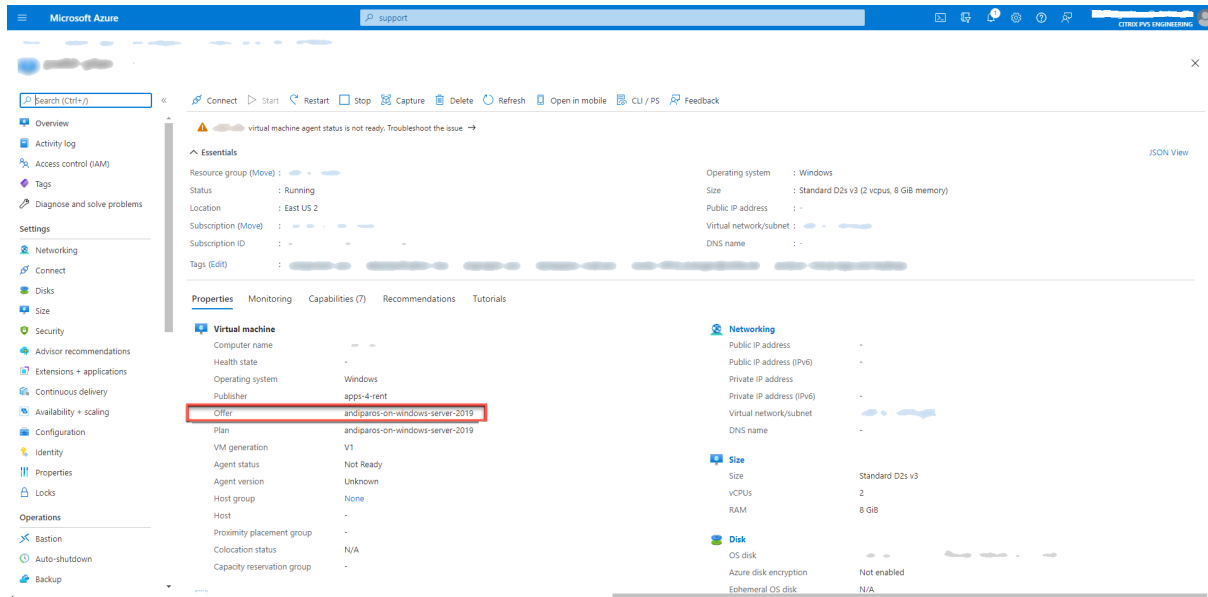 Microsoft Azure
support
1
CITRIX PVS ENGINEERING
Search (Ctrl+/)
«
Connect Start Restart Stop Capture Delete Refresh Open in mobile CLI / PS Feedback
virtual machine agent status is not ready. Troubleshoot the issue →
Essentials
JSON View
Resource group (Move) :
Status : Running
Location : East US 2
Subscription (Move) :
Subscription ID :
Tags (Edit) :
Operating system : Windows
Size : Standard D2s v3 (2 vcpus, 8 GiB memory)
Public IP address : -
Virtual network/subnet :
DNS name : -
Overview
Activity log
Access control (IAM)
Tags
Diagnose and solve problems
Settings
Networking
Connect
Disks
Size
Security
Advisor recommendations
Extensions + applications
Continuous delivery
Availability + scaling
Configuration
Identity
Properties
Locks
Operations
Bastion
Auto-shutdown
Backup
Properties Monitoring Capabilities (7) Recommendations Tutorials
Virtual machine
Computer name
Health state -
Operating system Windows
Publisher apps-4-rent
Offer andiparos-on-windows-server-2019
Plan andiparos-on-windows-server-2019
VM generation V1
Agent status Not Ready
Agent version Unknown
Host group None
Host -
Proximity placement group -
Colocation status N/A
Capacity reservation group -
Networking
Public IP address -
Public IP address (IPv6) -
Private IP address
Private IP address (IPv6) -
Virtual network/subnet
DNS name -
Size
Size Standard D2s v3
vCPUs 2
RAM 8 GiB
Disk
OS disk
Azure disk encryption Not enabled
Ephemeral OS disk N/A